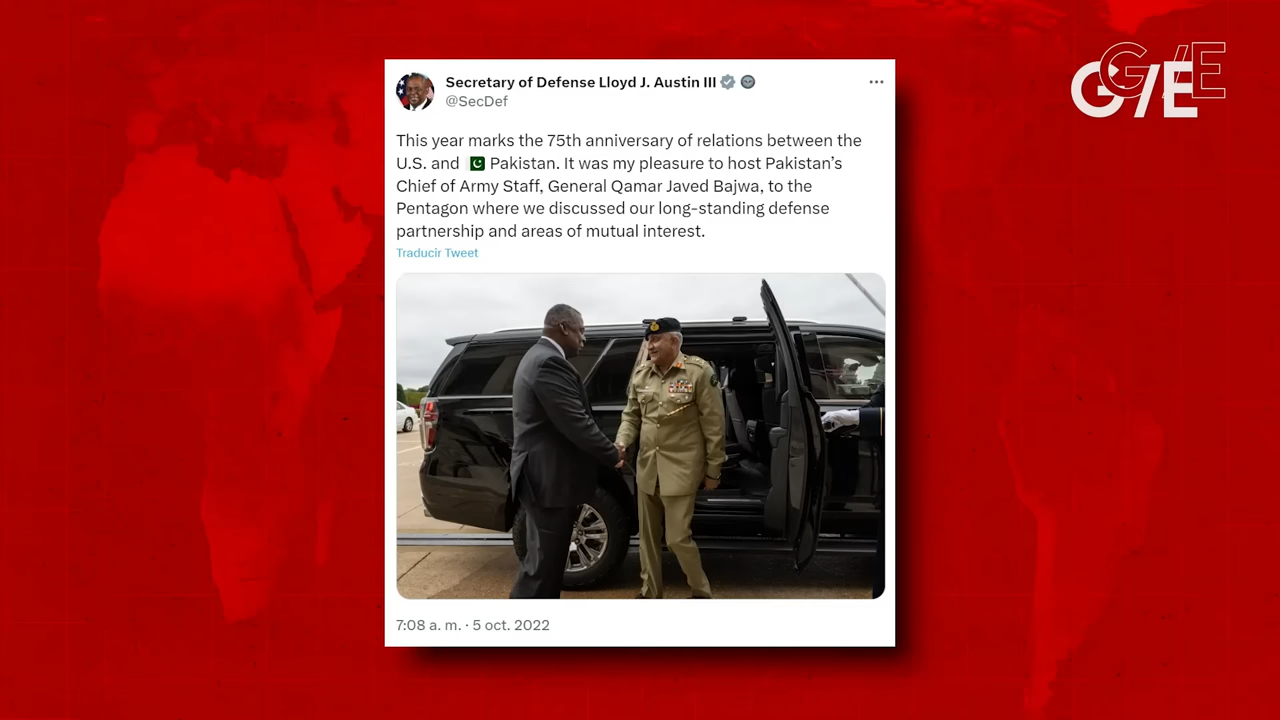 G/E
Secretary of Defense Lloyd J. Austin III
@SecDef
This year marks the 75th anniversary of relations between the
U.S. and 🇵🇰 Pakistan. It was my pleasure to host Pakistan’s
Chief of Army Staff, General Qamar Javed Bajwa, to the
Pentagon where we discussed our long-standing defense
partnership and areas of mutual interest.
Traducir Tweet
7:08 a. m. · 5 oct. 2022